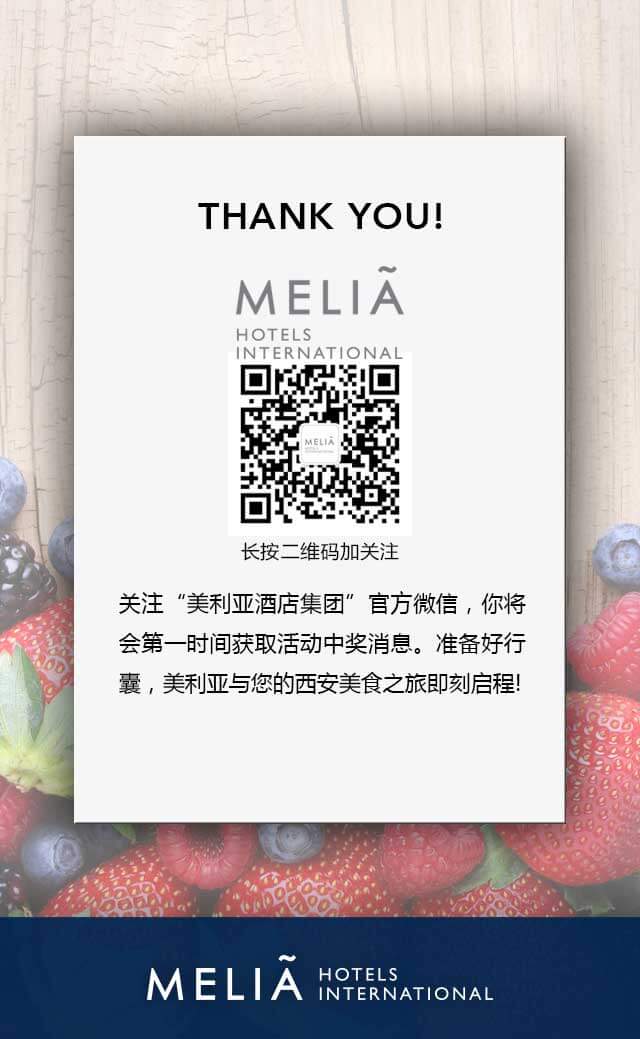 THANK YOU!
MELIÃ
HOTELS
INTERNATIONAL
MELIÃ
HOTELS
INTERNATIONAL
长按二维码加关注
关注“美利亚酒店集团”官方微信，你将
会第一时间获取活动中奖消息。准备好行
囊，美利亚与您的西安美食之旅即刻启程!
MELIÃ HOTELS
INTERNATIONAL